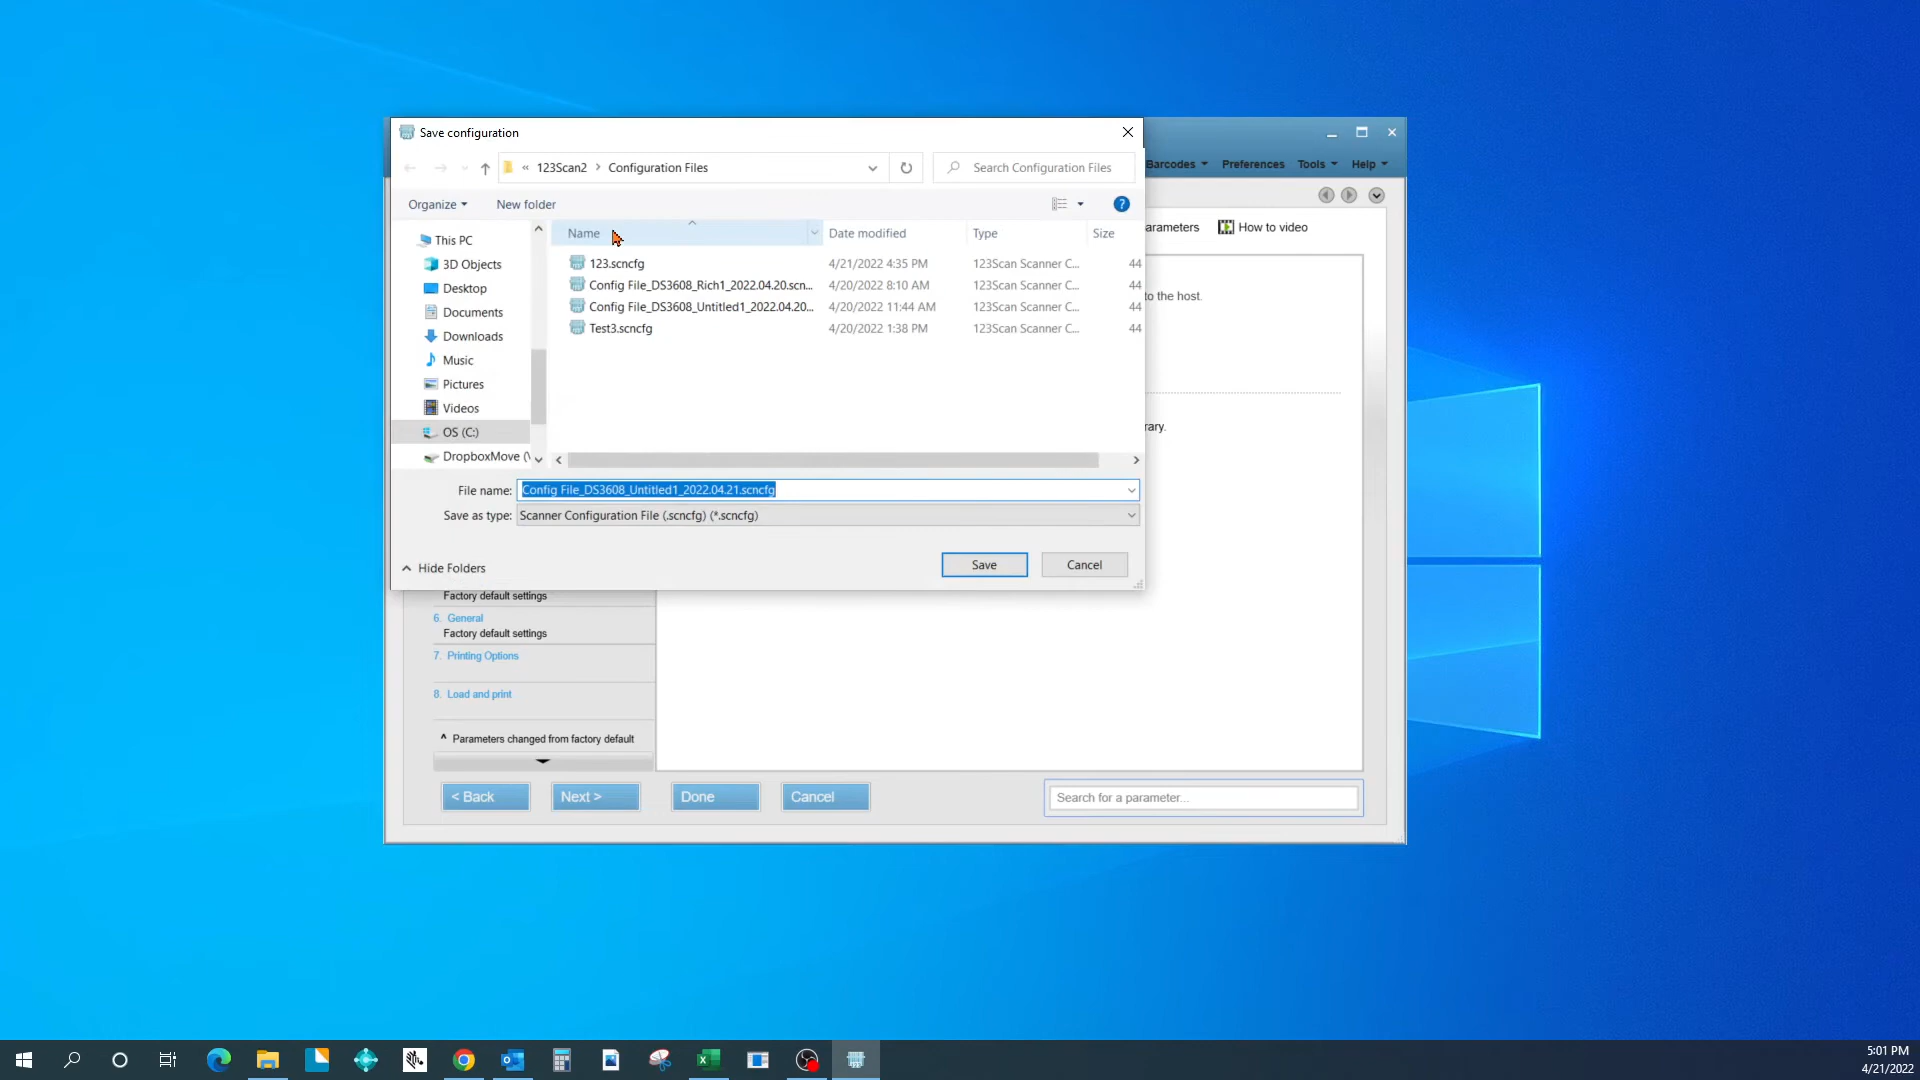 Save configuration
« 123Scan2 > Configuration Files
Search Configuration Files
Barcodes Preferences Tools Help
Organize New folder
arameters How to video
Name Date modified Type Size
This PC
3D Objects
Desktop
Documents
Downloads
Music
Pictures
Videos
OS (C:)
DropboxMove (\
123.scncfg 4/21/2022 4:35 PM 123Scan Scanner C... 44
Config File_DS3608_Rich1_2022.04.20.scn... 4/20/2022 8:10 AM 123Scan Scanner C... 44
Config File_DS3608_Untitled1_2022.04.20... 4/20/2022 11:44 AM 123Scan Scanner C... 44
Test3.scncfg 4/20/2022 1:38 PM 123Scan Scanner C... 44
to the host.
rary.
File name: Config File_DS3608_Untitled1_2022.04.21.scncfg
Save as type: Scanner Configuration File (.scncfg) (*.scncfg)
Hide Folders
Save Cancel
Factory default settings
6. General
Factory default settings
7. Printing Options
8. Load and print
^ Parameters changed from factory default
< Back Next > Done Cancel
Search for a parameter...
5:01 PM
4/21/2022